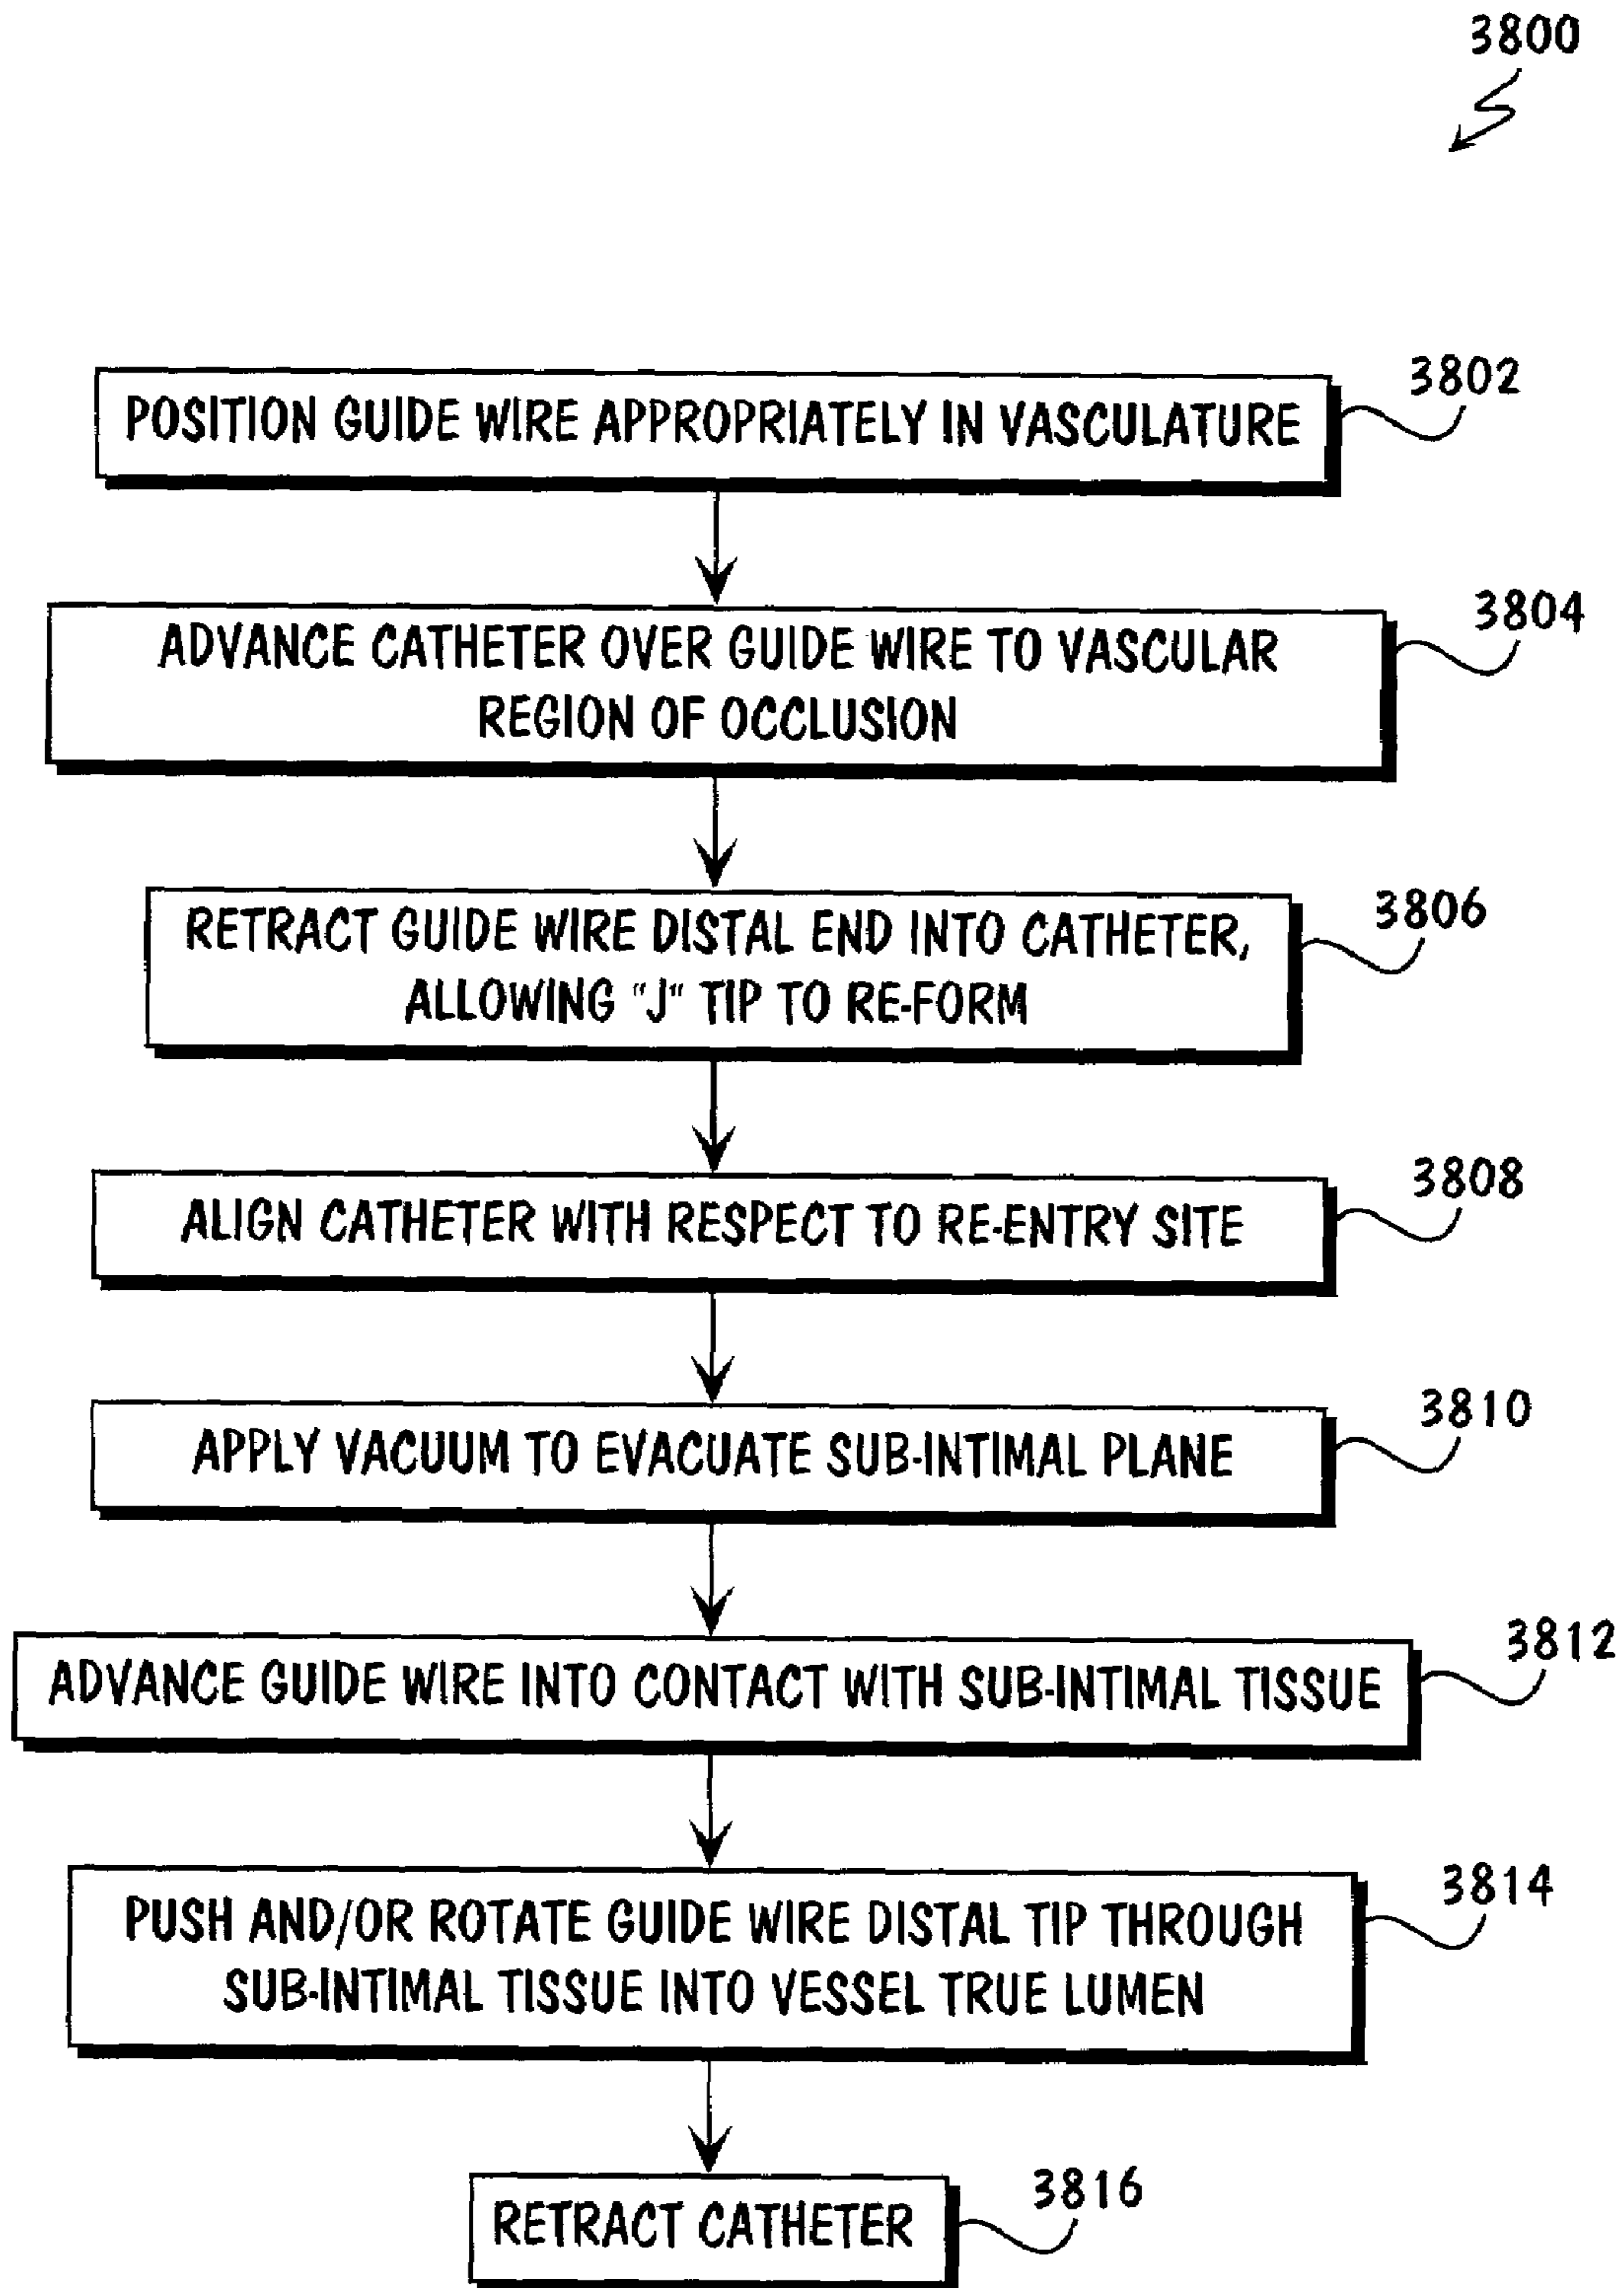 3800
POSITION GUIDE WIRE APPROPRIATELY IN VASCULATURE
3802
ADVANCE CATHETER OVER GUIDE WIRE TO VASCULAR
REGION OF OCCLUSION
3804
RETRACT GUIDE WIRE DISTAL END INTO CATHETER,
ALLOWING "J" TIP TO RE-FORM
3806
ALIGN CATHETER WITH RESPECT TO RE-ENTRY SITE
3808
APPLY VACUUM TO EVACUATE SUB-INTIMAL PLANE
3810
ADVANCE GUIDE WIRE INTO CONTACT WITH SUB-INTIMAL TISSUE
3812
PUSH AND/OR ROTATE GUIDE WIRE DISTAL TIP THROUGH
SUB-INTIMAL TISSUE INTO VESSEL TRUE LUMEN
3814
RETRACT CATHETER
3816